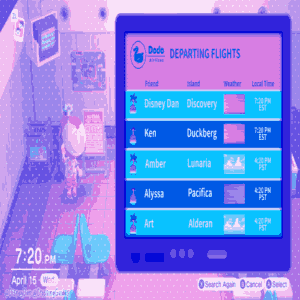 Dodo
Airlines
DEPARTING FLIGHTS
Friend Island Weather Local Time
Disney Dan Discovery 7:20 PM EST
Ken Duckberg 7:20 PM EST
Amber Lunaria 4:20 PM PST
Alyssa Pacifica 4:20 PM PST
Art Alderan 4:20 PM PST
7:20 PM
April 15 Wed.
Search Again Cancel Select